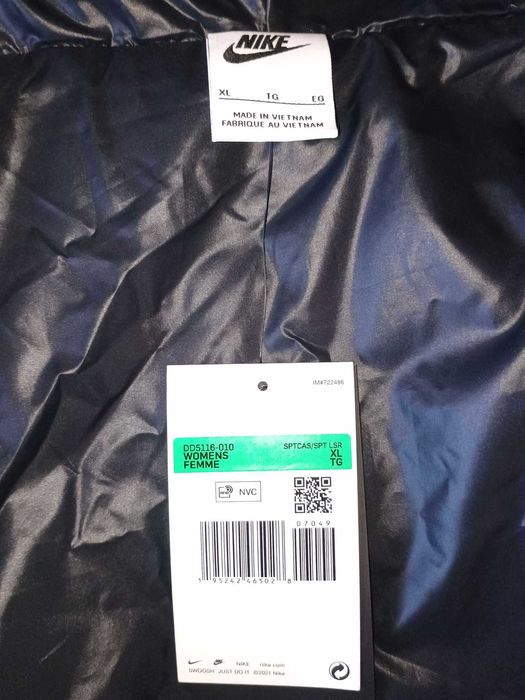 NIKE
XL TG EG
MADE IN VIETNAM
FABRIQUE AU VIETNAM
IM#722486
DD5116-010 SPTCAS/SPT LSR
WOMENS XL
FEMME TG
NVC
07049
1 95242 46502 8
NIKE nike.com
SWOOSH JUST DO IT ©2021 Nike